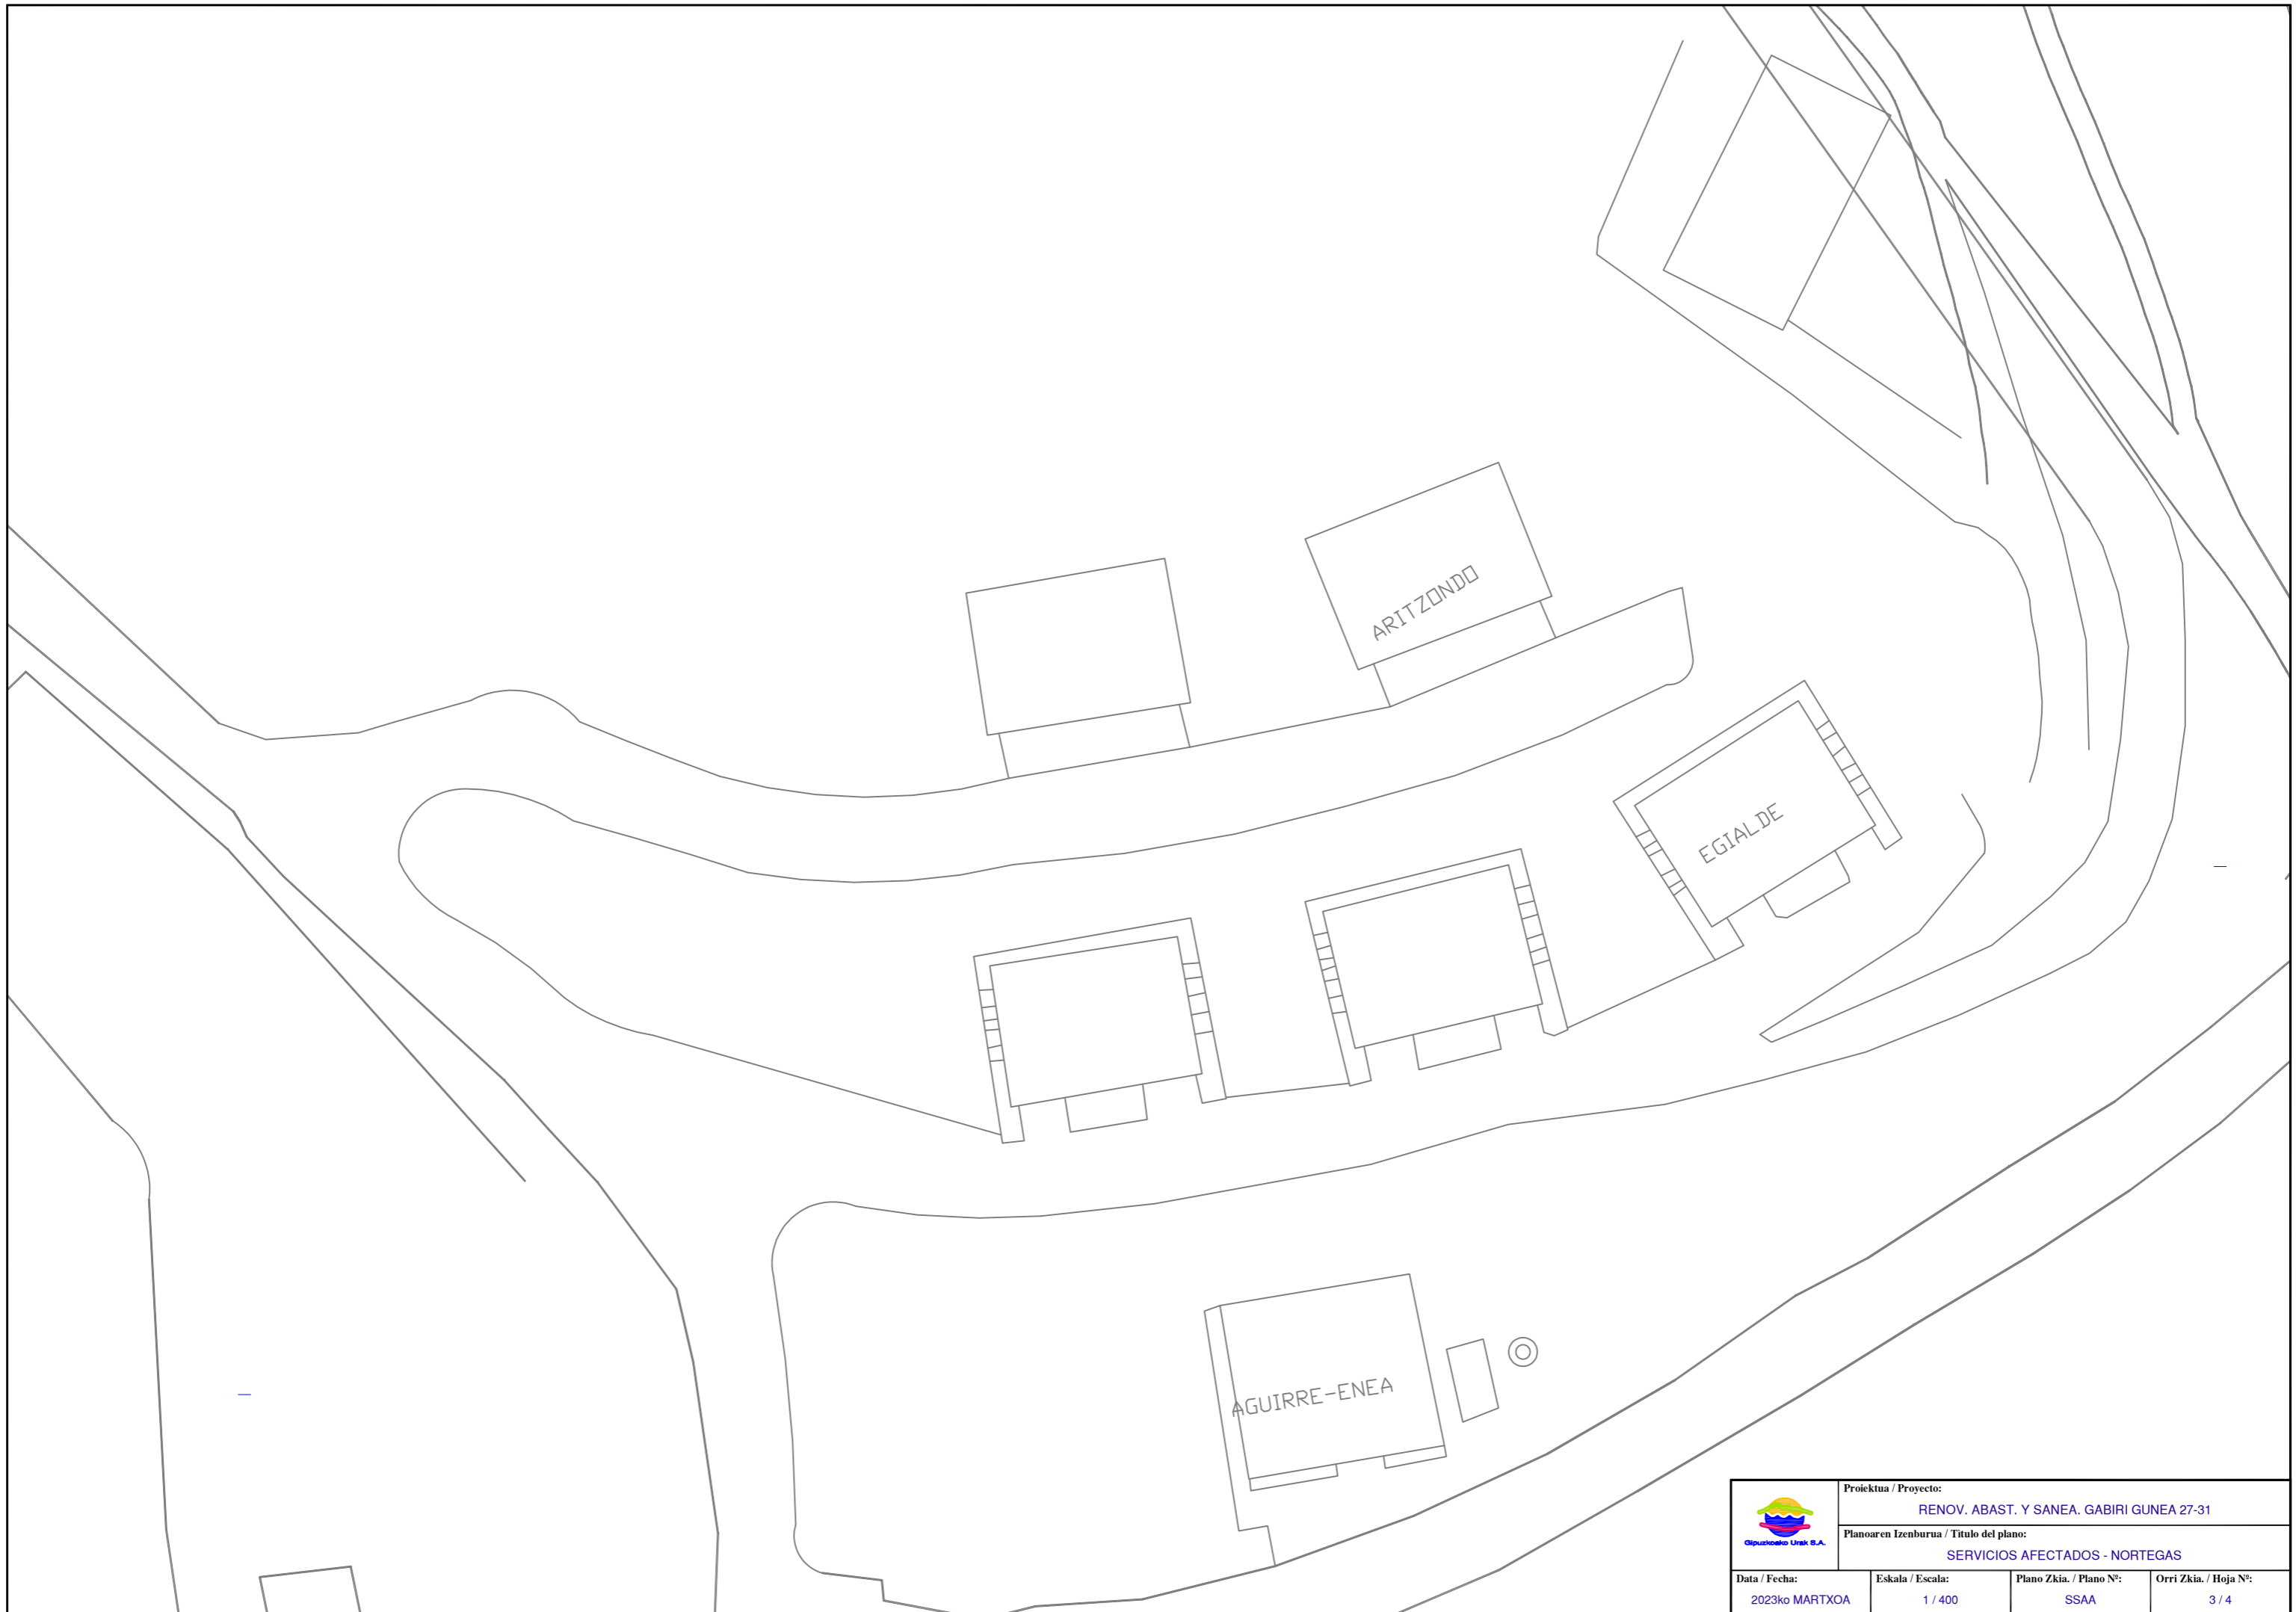 ARITZONDO
EGIALDE
AGUIRRE-ENEA
Gipuzkoako Urak S.A.
Proiektua / Proyecto:
RENOV. ABAST. Y SANEA. GABIRI GUNEA 27-31
Planoaren Izenburua / Titulo del plano:
SERVICIOS AFECTADOS - NORTEGAS
Data / Fecha:
2023ko MARTXOA
Eskala / Escala:
1 / 400
Plano Zkia. / Plano Nº:
SSAA
Orri Zkia. / Hoja Nº:
3 / 4